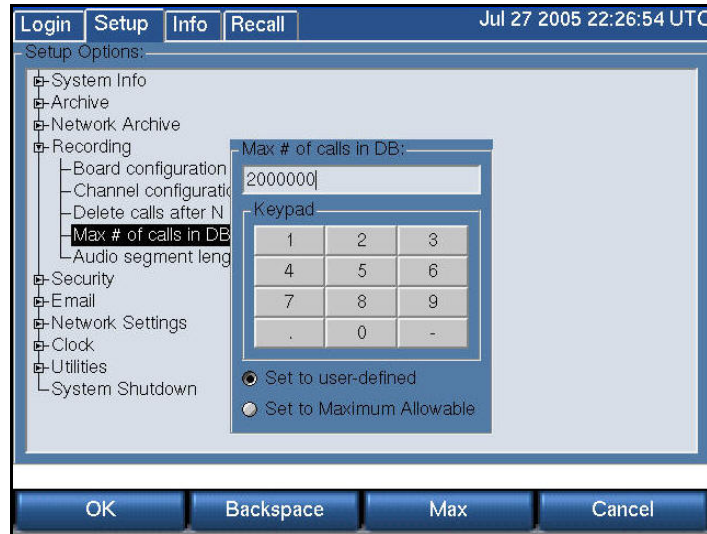 Login Setup Info Recall Jul 27 2005 22:26:54 UTC
Setup Options:
System Info
Archive
Network Archive
Recording
Board configuration
Channel configuratic
Delete calls after N
Max # of calls in DB
Audio segment leng
Security
Email
Network Settings
Clock
Utilities
System Shutdown
Max # of calls in DB:
2000000
Keypad
1 2 3
4 5 6
7 8 9
. 0 -
Set to user-defined
Set to Maximum Allowable
OK Backspace Max Cancel